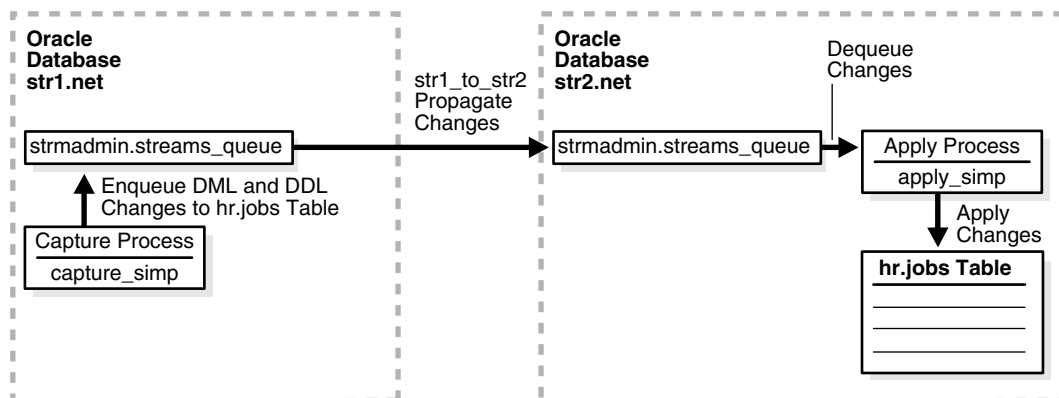 Oracle
Database
str1.net
strmadmin.streams_queue
Enqueue DML and DDL
Changes to hr.jobs Table
Capture Process
capture_simp
str1_to_str2
Propagate
Changes
Oracle
Database
str2.net
strmadmin.streams_queue
Dequeue
Changes
Apply Process
apply_simp
Apply
Changes
hr.jobs Table